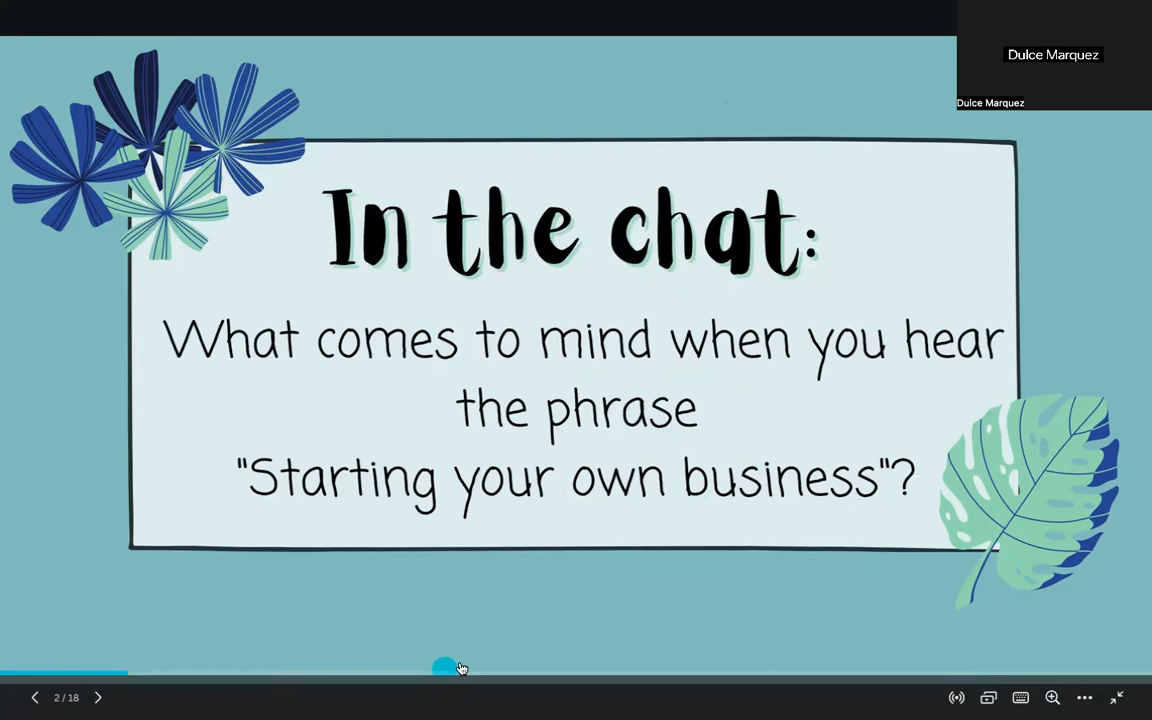 Dulce Marquez
Dulce Marquez
In the chat:
What comes to mind when you hear
the phrase
"Starting your own business"?
2 / 18